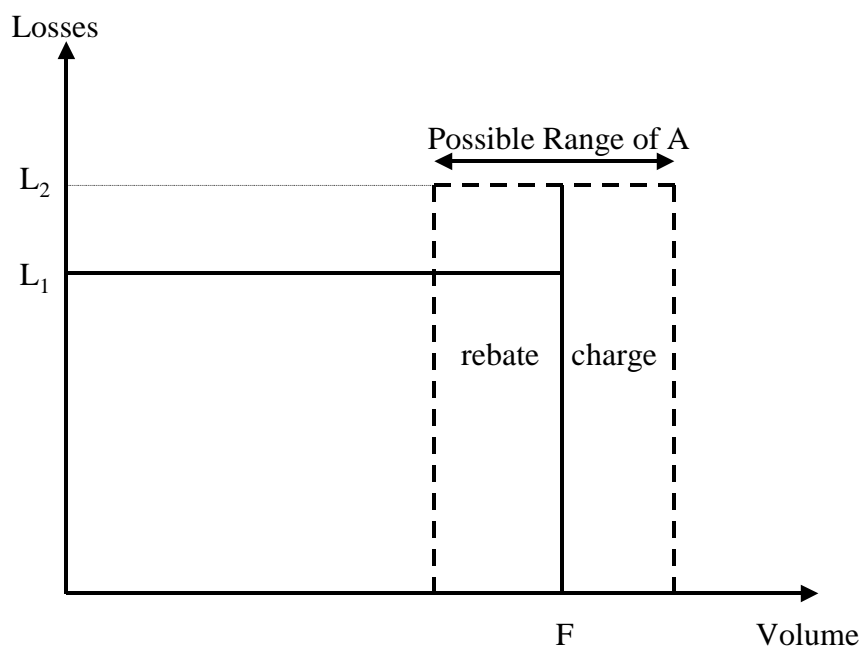 Losses
Possible Range of A
L₂
L₁
rebate charge
F Volume